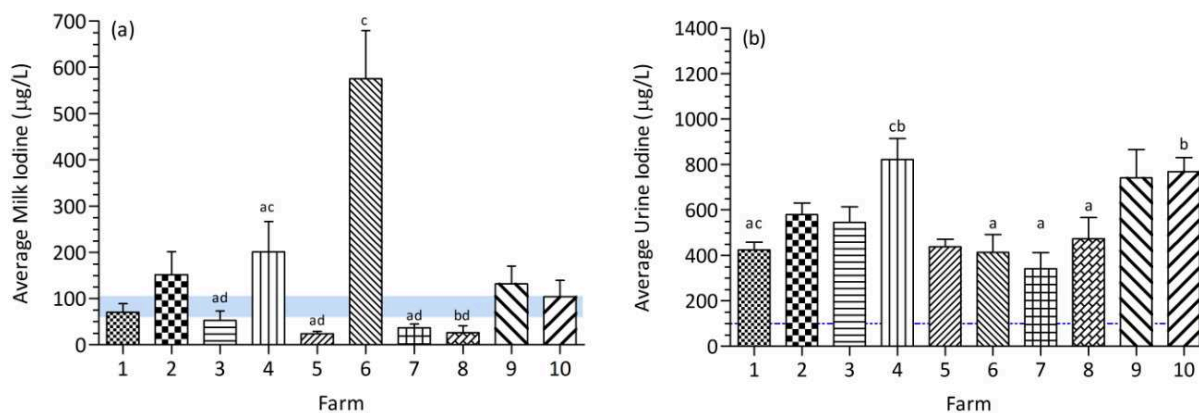 (a)
Average Milk Iodine (µg/L)
700
600
500
400
300
200
100
0
ad
ac
ad
c
ad
bd
1 2 3 4 5 6 7 8 9 10
Farm
(b)
Average Urine Iodine (µg/L)
1400
1200
1000
800
600
400
200
0
ac
cb
a
a
a
b
1 2 3 4 5 6 7 8 9 10
Farm